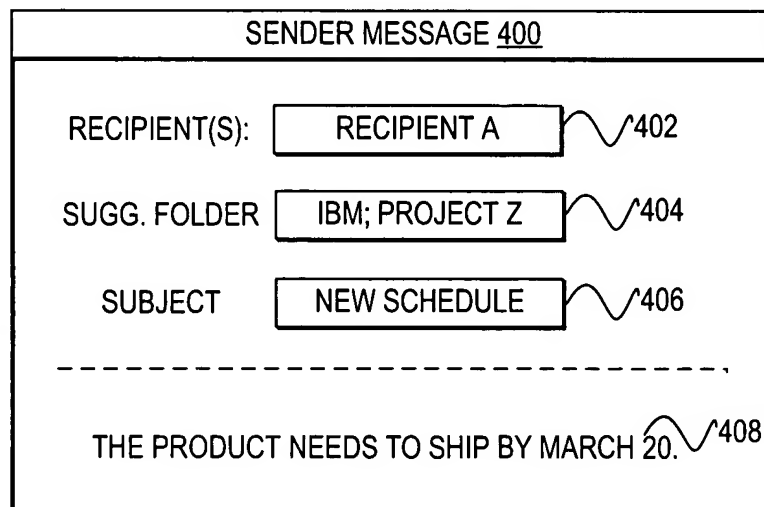 SENDER MESSAGE 400
RECIPIENT(S): RECIPIENT A 402
SUGG. FOLDER IBM; PROJECT Z 404
SUBJECT NEW SCHEDULE 406
THE PRODUCT NEEDS TO SHIP BY MARCH 20. 408